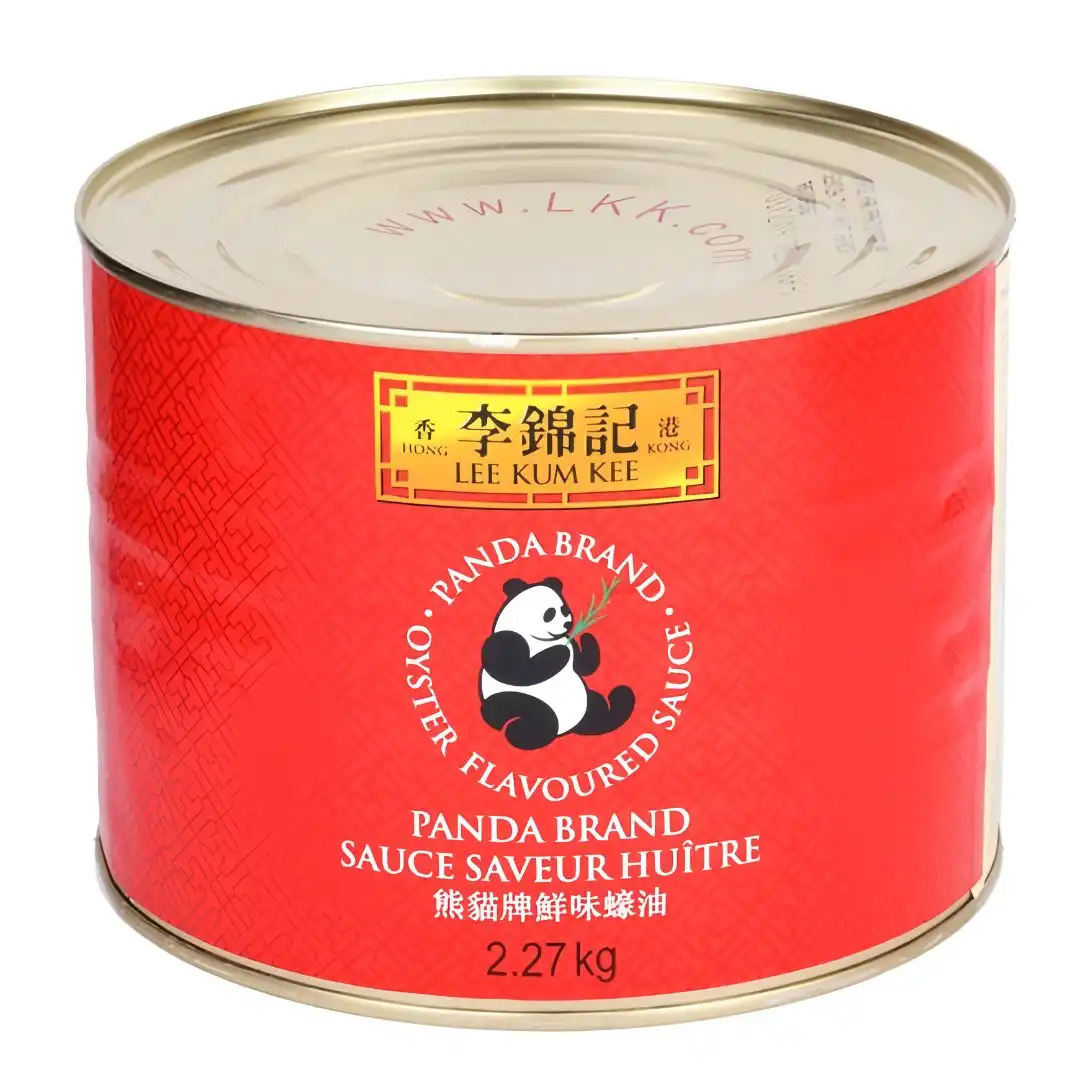 www.LKK.com
香 李錦記 港
HONG LEE KUM KEE KONG
PANDA BRAND
· OYSTER FLAVOURED SAUCE ·
PANDA BRAND
SAUCE SAVEUR HUÎTRE
熊貓牌鮮味蠔油
2.27kg